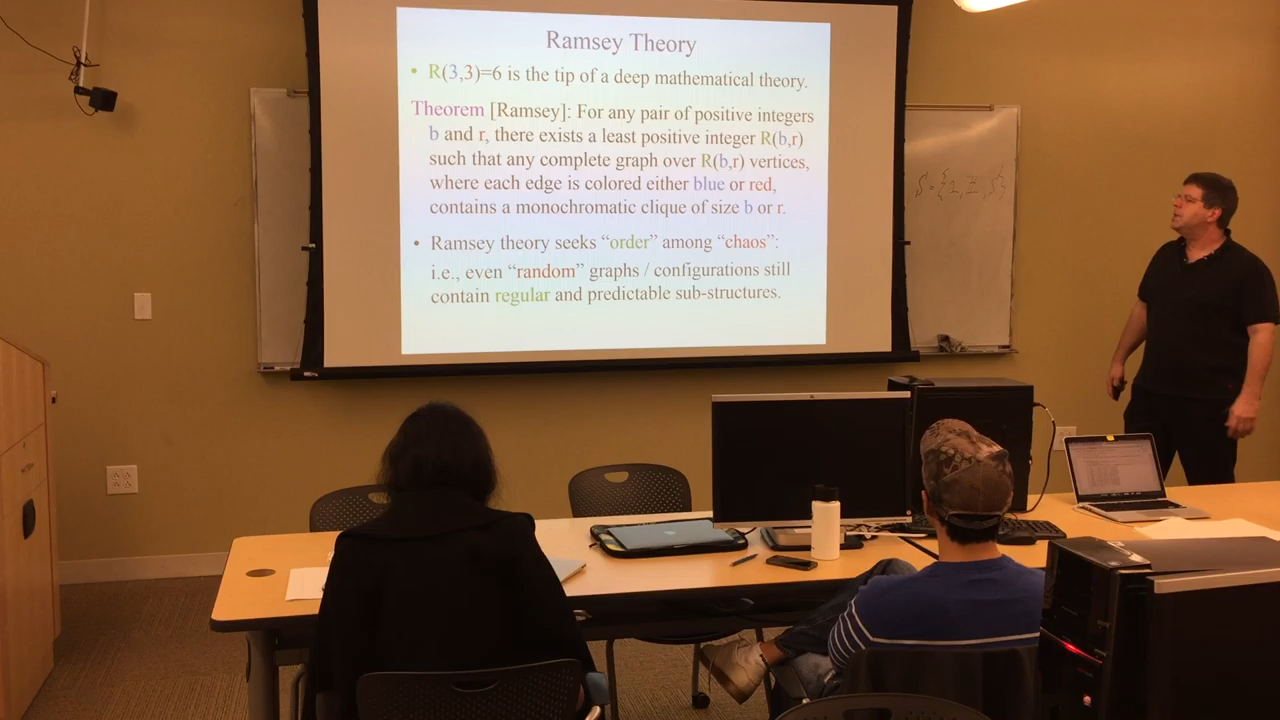 Ramsey Theory
• R(3,3)=6 is the tip of a deep mathematical theory.
Theorem [Ramsey]: For any pair of positive integers
b and r, there exists a least positive integer R(b,r)
such that any complete graph over R(b,r) vertices,
where each edge is colored either blue or red,
contains a monochromatic clique of size b or r.
• Ramsey theory seeks “order” among “chaos”:
i.e., even “random” graphs / configurations still
contain regular and predictable sub-structures.